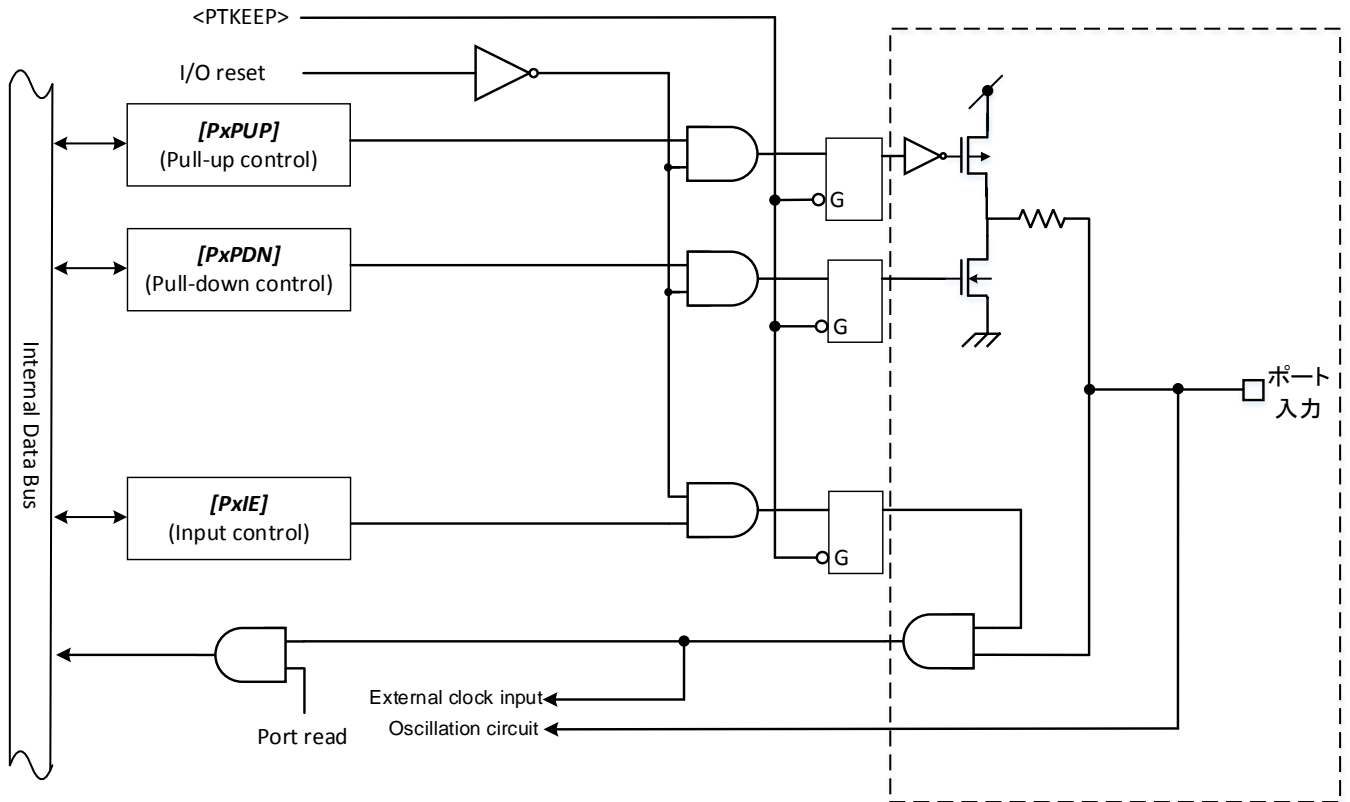 <PTKEEP>
I/O reset
[PxPUP]
(Pull-up control)
G
[PxPDN]
(Pull-down control)
G
Internal Data Bus
ポート
入力
[PxIE]
(Input control)
G
External clock input
Oscillation circuit
Port read